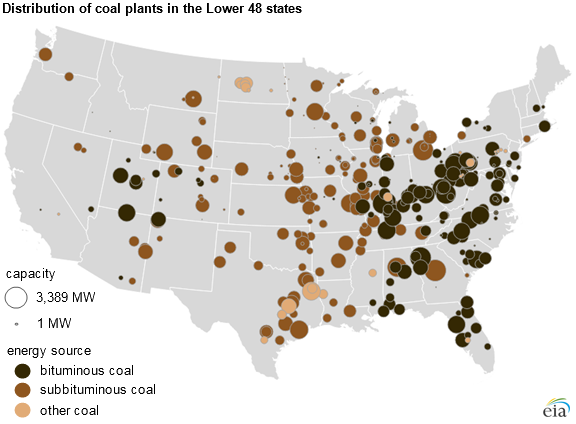 Distribution of coal plants in the Lower 48 states
capacity
3,389 MW
1 MW
energy source
bituminous coal
subbituminous coal
other coal
eia